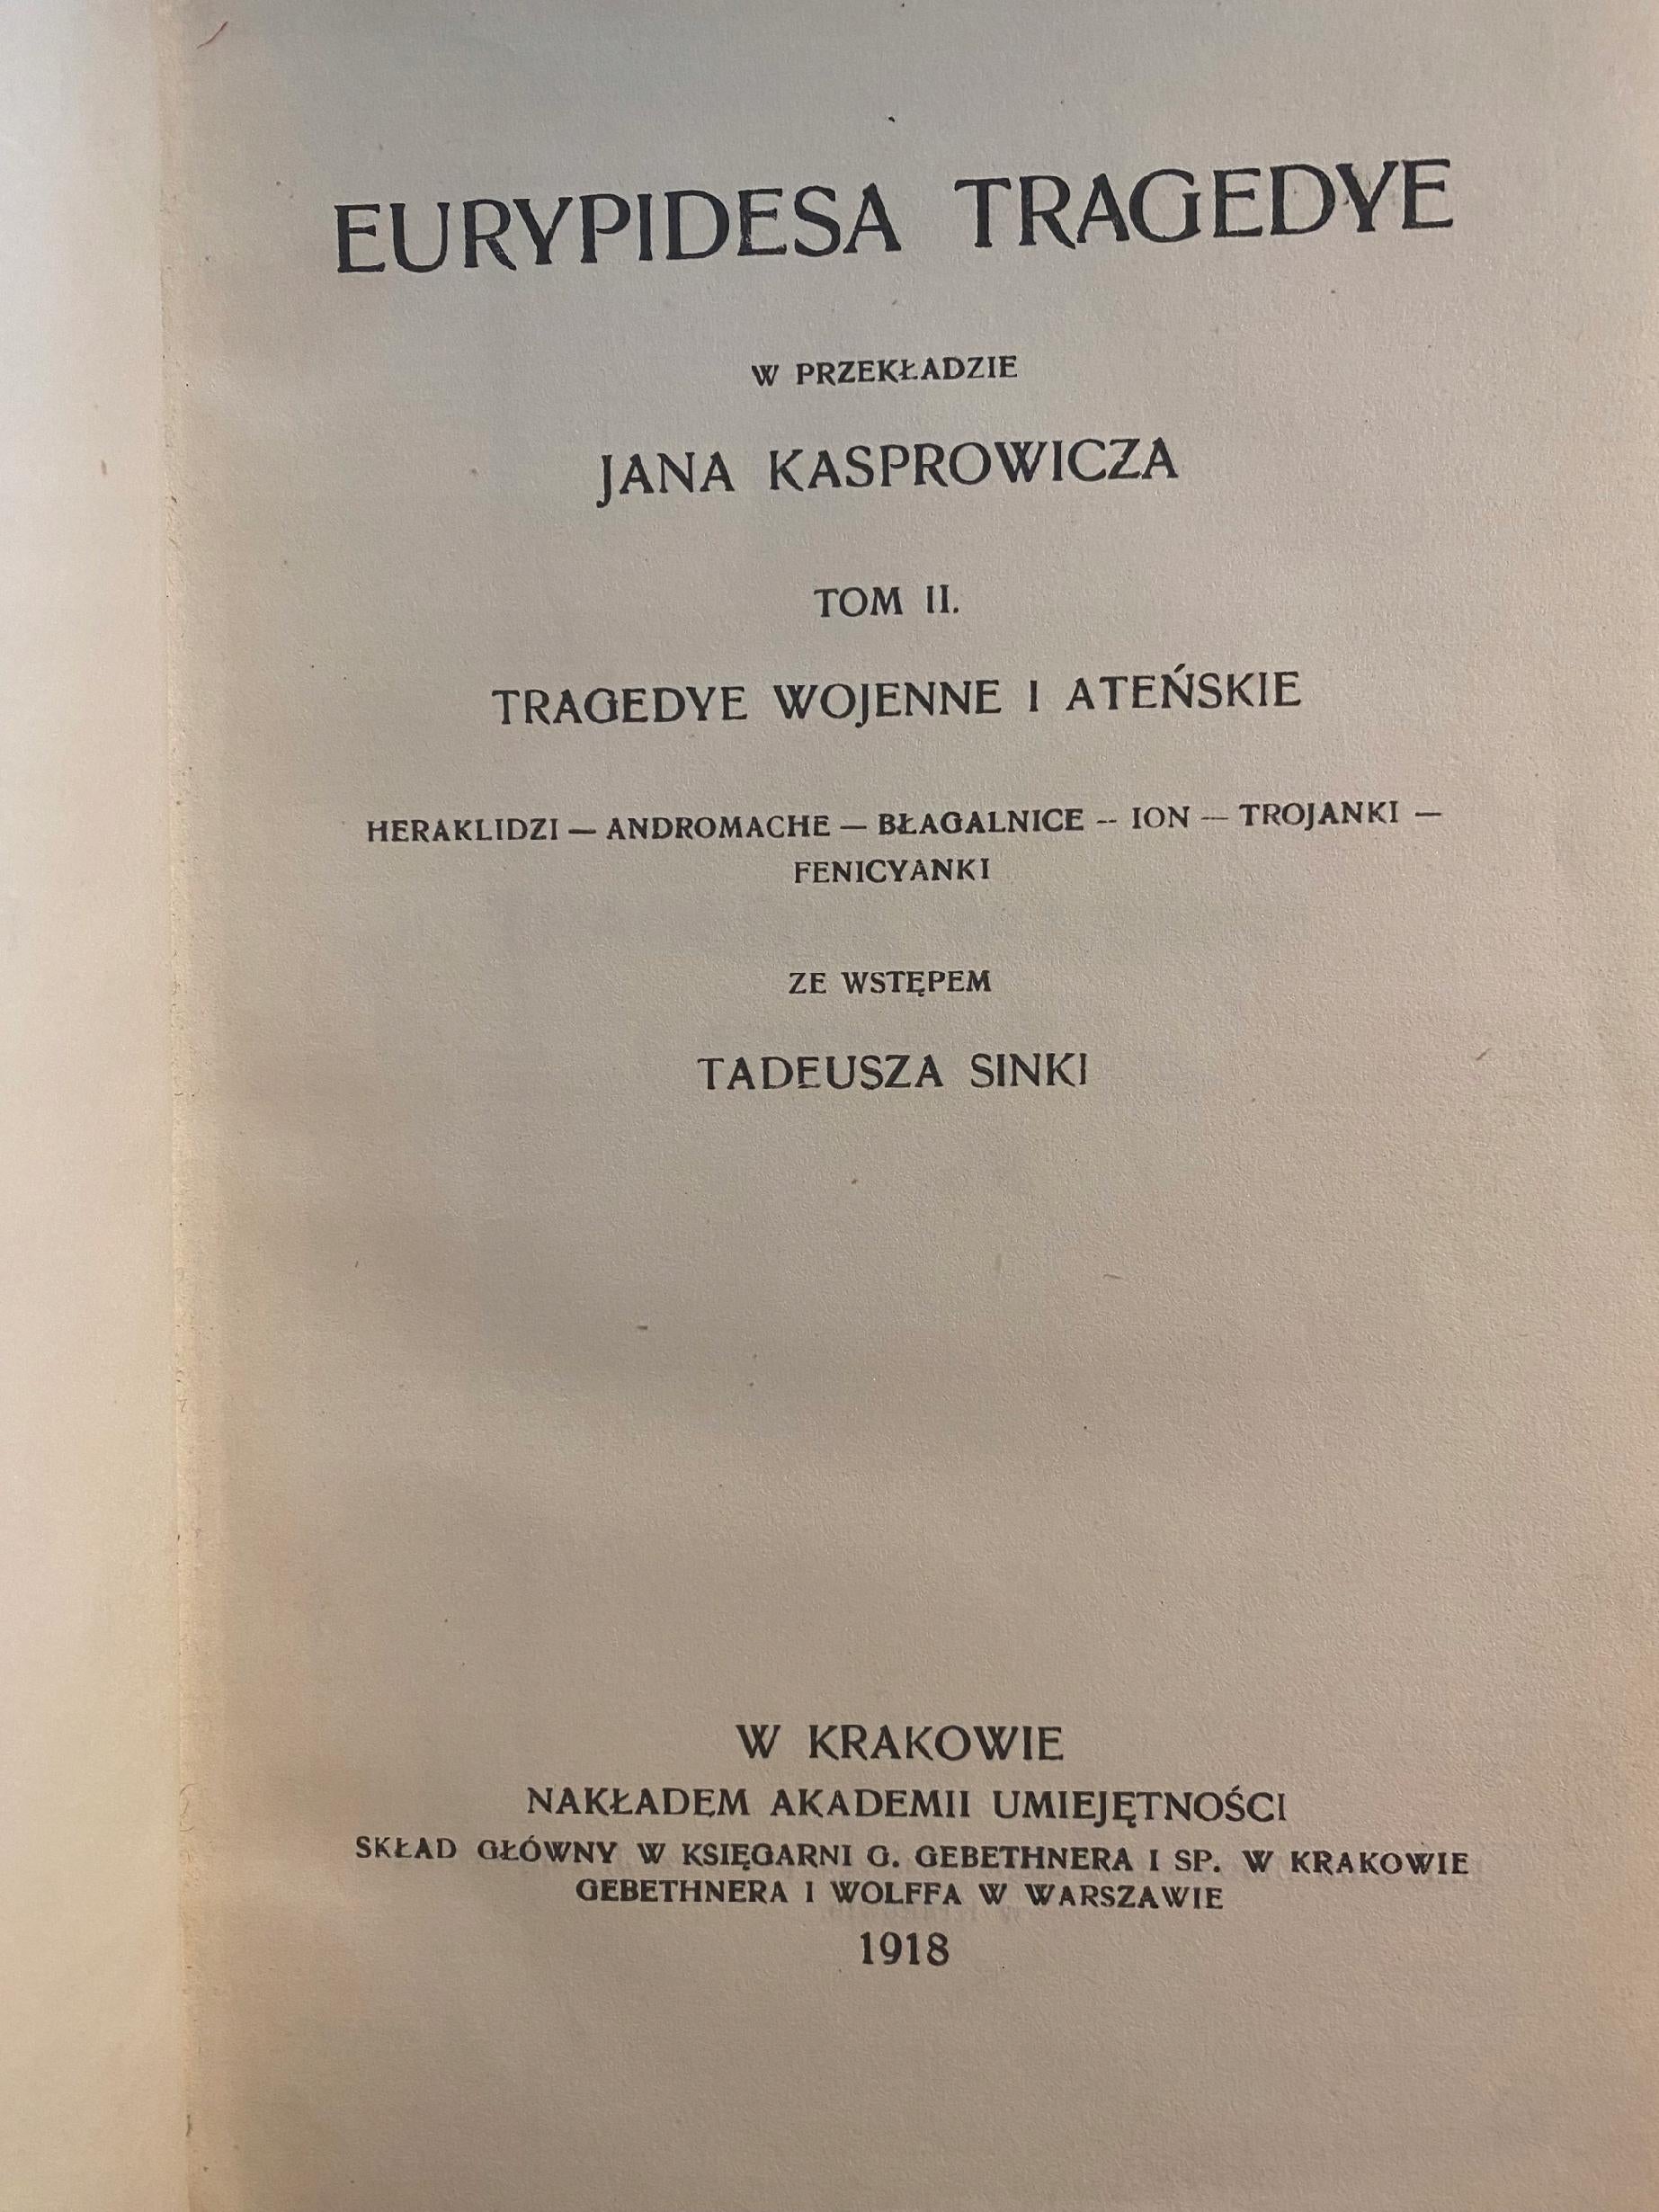 EURYPIDESA TRAGEDYE
W PRZEKŁADZIE
JANA KASPROWICZA
TOM II.
TRAGEDYE WOJENNE I ATEŃSKIE
HERAKLIDZI — ANDROMACHE — BŁAGALNICE -- ION — TROJANKI —
FENICYANKI
ZE WSTĘPEM
TADEUSZA SINKI
W KRAKOWIE
NAKŁADEM AKADEMII UMIEJĘTNOŚCI
SKŁAD GŁÓWNY W KSIĘGARNI G. GEBETHNERA I SP. W KRAKOWIE
GEBETHNERA I WOLFFA W WARSZAWIE
1918